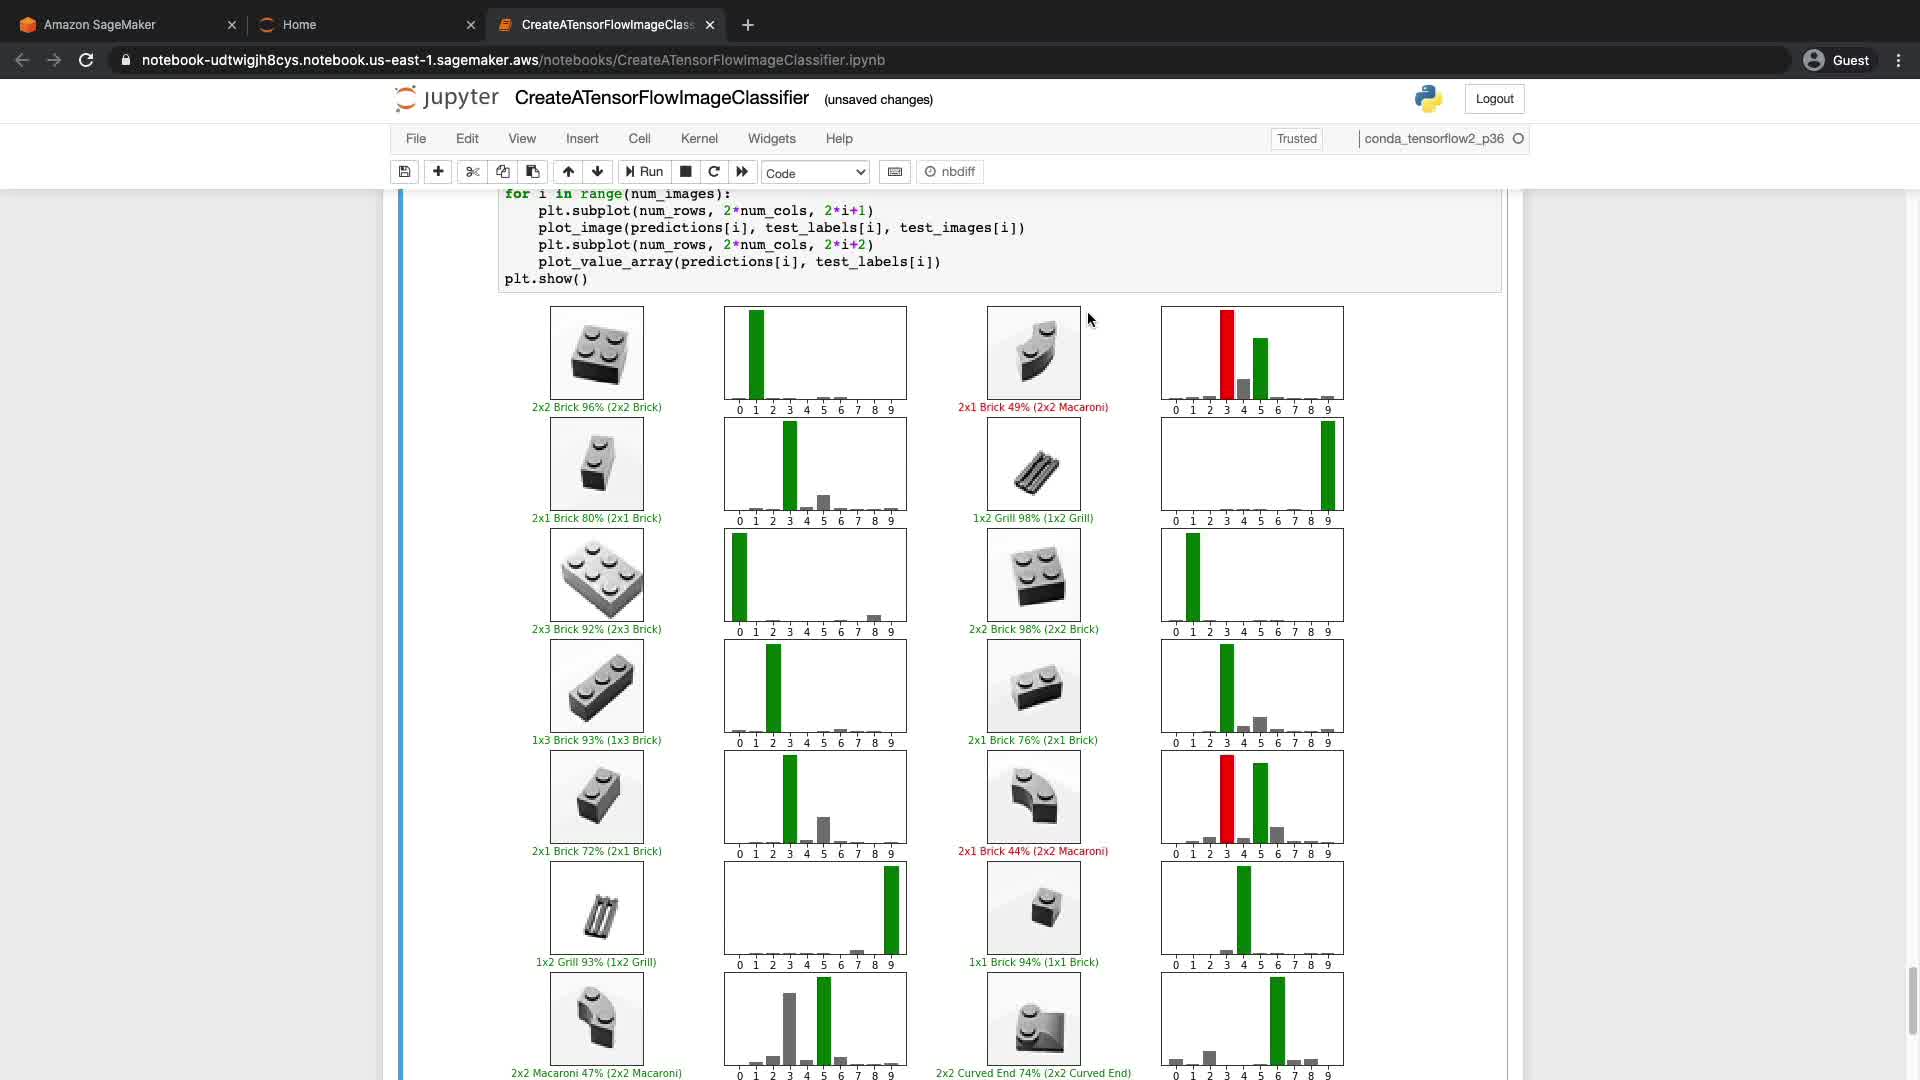 Amazon SageMaker
Home
CreateATensorFlowImageClass
notebook-udtwigjh8cys.notebook.us-east-1.sagemaker.aws/notebooks/CreateATensorFlowImageClassifier.ipynb
Guest
jupyter CreateATensorFlowImageClassifier (unsaved changes)
Logout
File Edit View Insert Cell Kernel Widgets Help
Trusted
conda_tensorflow2_p36
Run
Code
nbdiff
for i in range(num_images):
plt.subplot(num_rows, 2*num_cols, 2*i+1)
plot_image(predictions[i], test_labels[i], test_images[i])
plt.subplot(num_rows, 2*num_cols, 2*i+2)
plot_value_array(predictions[i], test_labels[i])
plt.show()
2x2 Brick 96% (2x2 Brick)
0 1 2 3 4 5 6 7 8 9
2x1 Brick 49% (2x2 Macaroni)
0 1 2 3 4 5 6 7 8 9
2x1 Brick 80% (2x1 Brick)
0 1 2 3 4 5 6 7 8 9
1x2 Grill 98% (1x2 Grill)
0 1 2 3 4 5 6 7 8 9
2x3 Brick 92% (2x3 Brick)
0 1 2 3 4 5 6 7 8 9
2x2 Brick 98% (2x2 Brick)
0 1 2 3 4 5 6 7 8 9
1x3 Brick 93% (1x3 Brick)
0 1 2 3 4 5 6 7 8 9
2x1 Brick 76% (2x1 Brick)
0 1 2 3 4 5 6 7 8 9
2x1 Brick 72% (2x1 Brick)
0 1 2 3 4 5 6 7 8 9
2x1 Brick 44% (2x2 Macaroni)
0 1 2 3 4 5 6 7 8 9
1x2 Grill 93% (1x2 Grill)
0 1 2 3 4 5 6 7 8 9
1x1 Brick 94% (1x1 Brick)
0 1 2 3 4 5 6 7 8 9
2x2 Macaroni 47% (2x2 Macaroni)
0 1 2 3 4 5 6 7 8 9
2x2 Curved End 74% (2x2 Curved End)
0 1 2 3 4 5 6 7 8 9